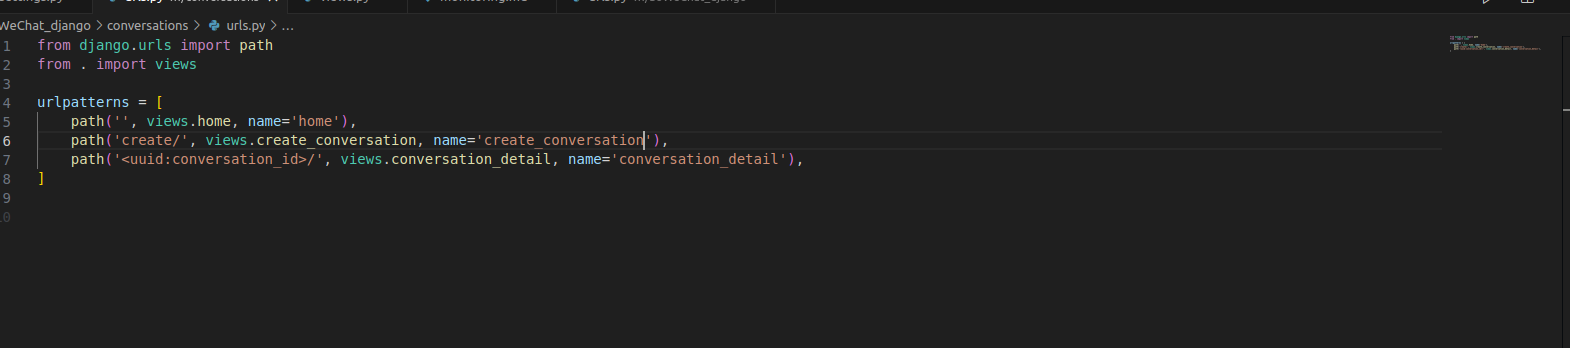 WeChat_django > conversations > urls.py > ...
1 from django.urls import path
2 from . import views
3
4 urlpatterns = [
5     path('', views.home, name='home'),
6     path('create/', views.create_conversation, name='create_conversation'),
7     path('<uuid:conversation_id>/', views.conversation_detail, name='conversation_detail'),
8 ]
9
10